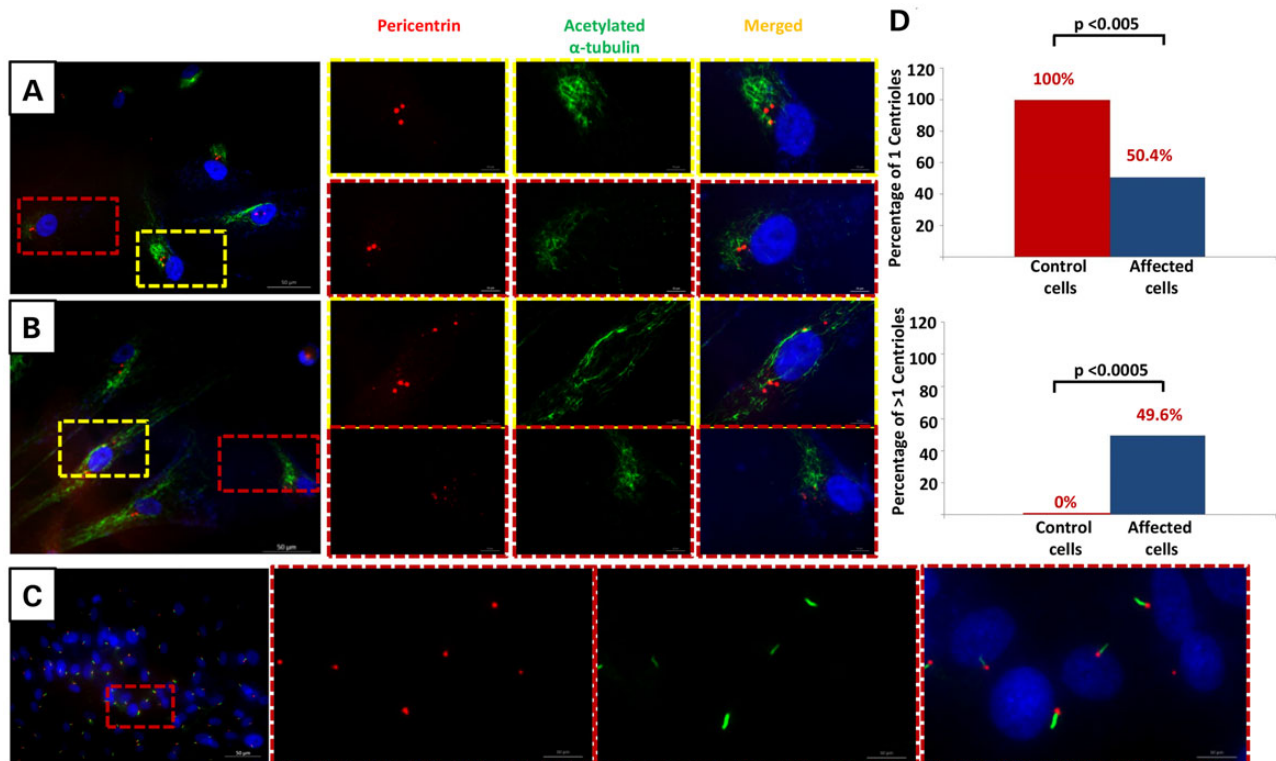 Pericentrin
Acetylated
α-tubulin
Merged
A
50 µm
B
50 µm
C
50 µm
D
p <0.005
Percentage of 1 Centrioles
120
100
80
60
40
20
100%
50.4%
Control
cells
Affected
cells
p <0.0005
Percentage of >1 Centrioles
120
100
80
60
40
20
0%
49.6%
Control
cells
Affected
cells